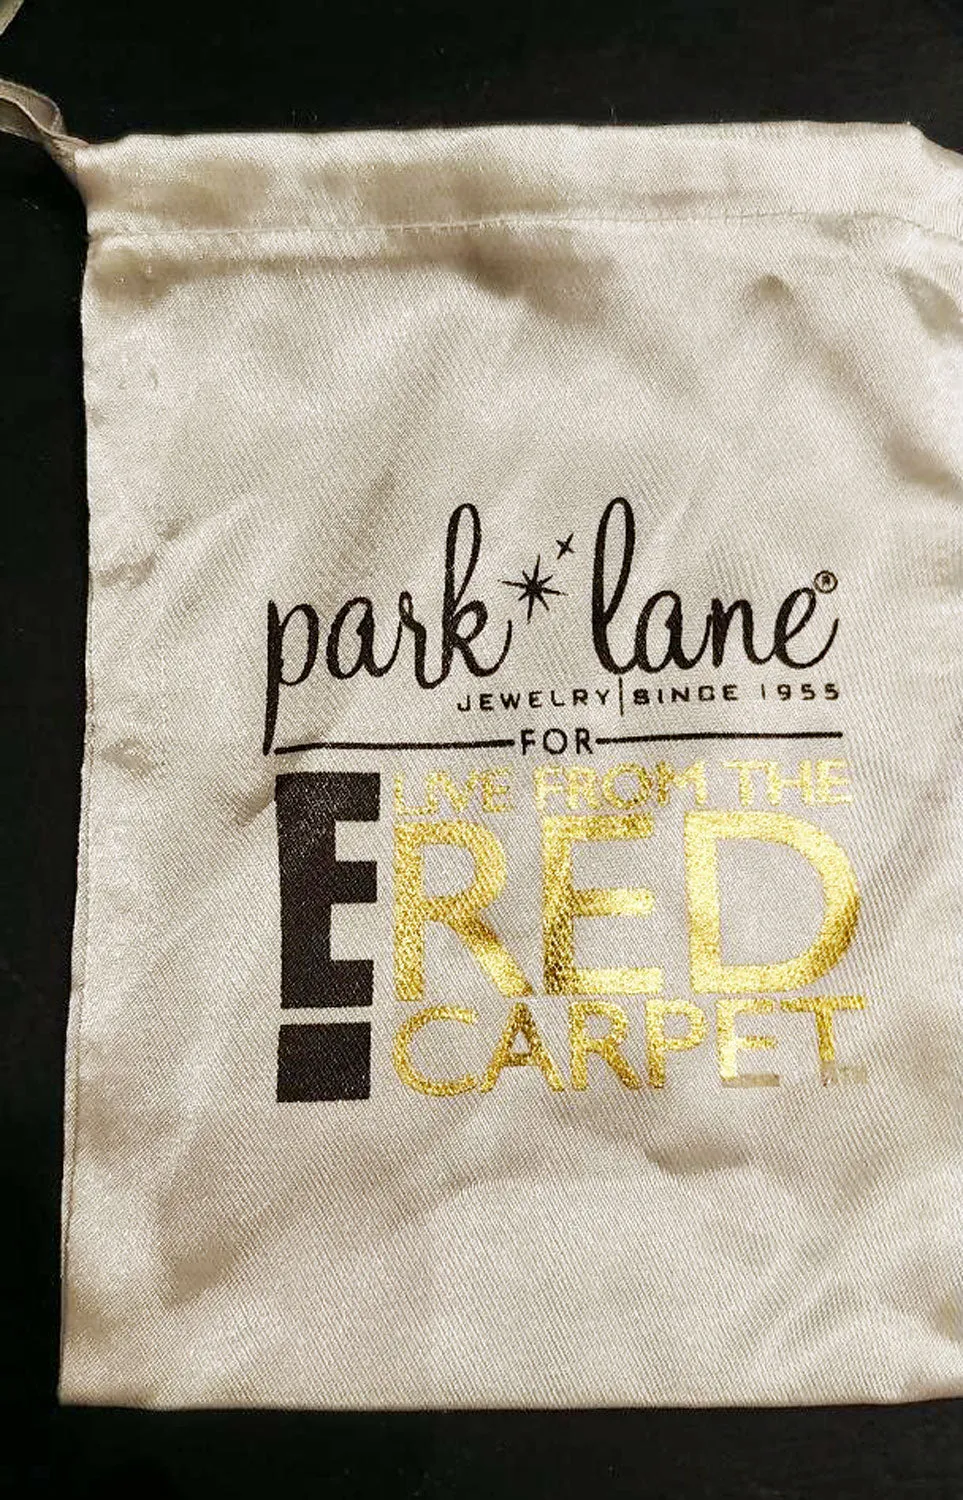 park lane®
JEWELRY|SINCE 1955
FOR
E! LIVE FROM THE
RED
CARPET